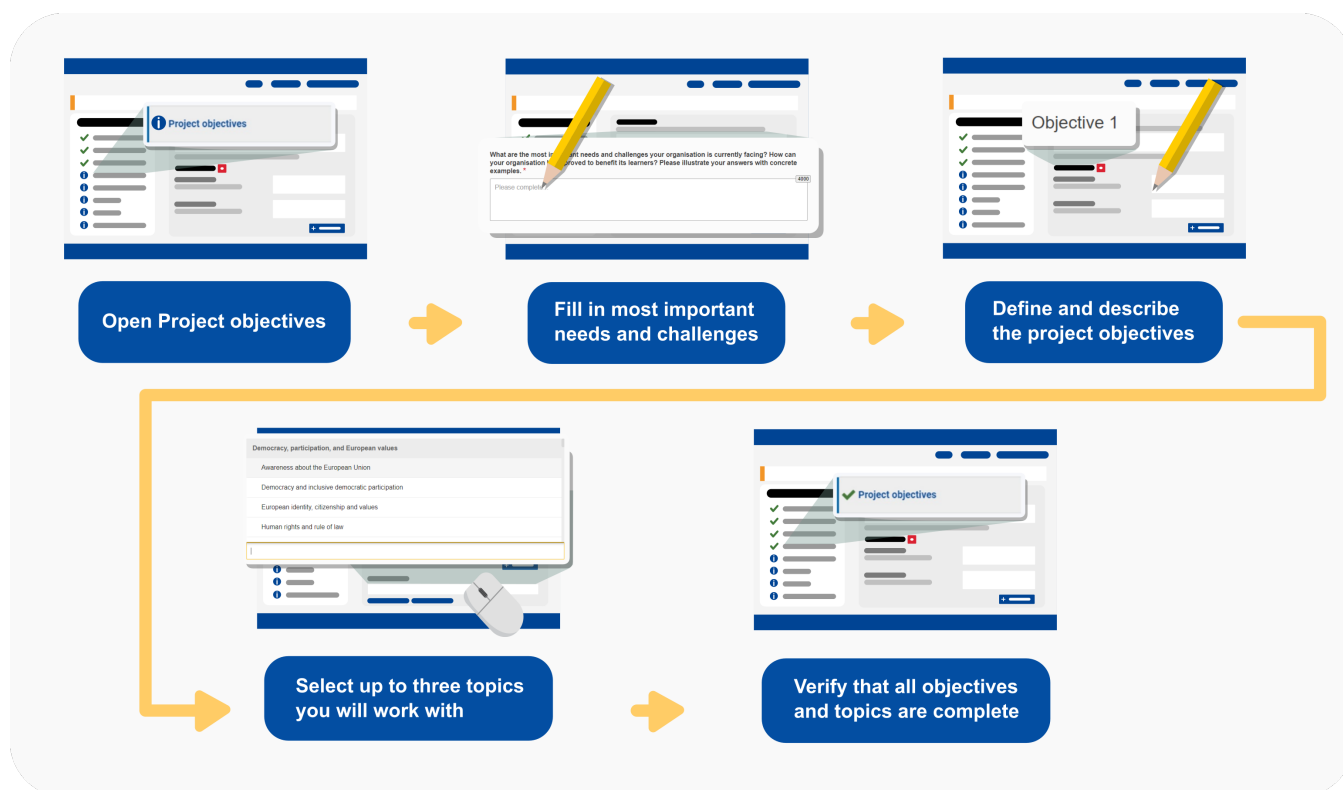 Project objectives
Open Project objectives
What are the most important needs and challenges your organisation is currently facing? How can
your organisation be improved to benefit its learners? Please illustrate your answers with concrete
examples. *
4000
Please complete
Fill in most important
needs and challenges
Objective 1
Define and describe
the project objectives
Democracy, participation, and European values
Awareness about the European Union
Democracy and inclusive democratic participation
European identity, citizenship and values
Human rights and rule of law
Select up to three topics
you will work with
Project objectives
Verify that all objectives
and topics are complete